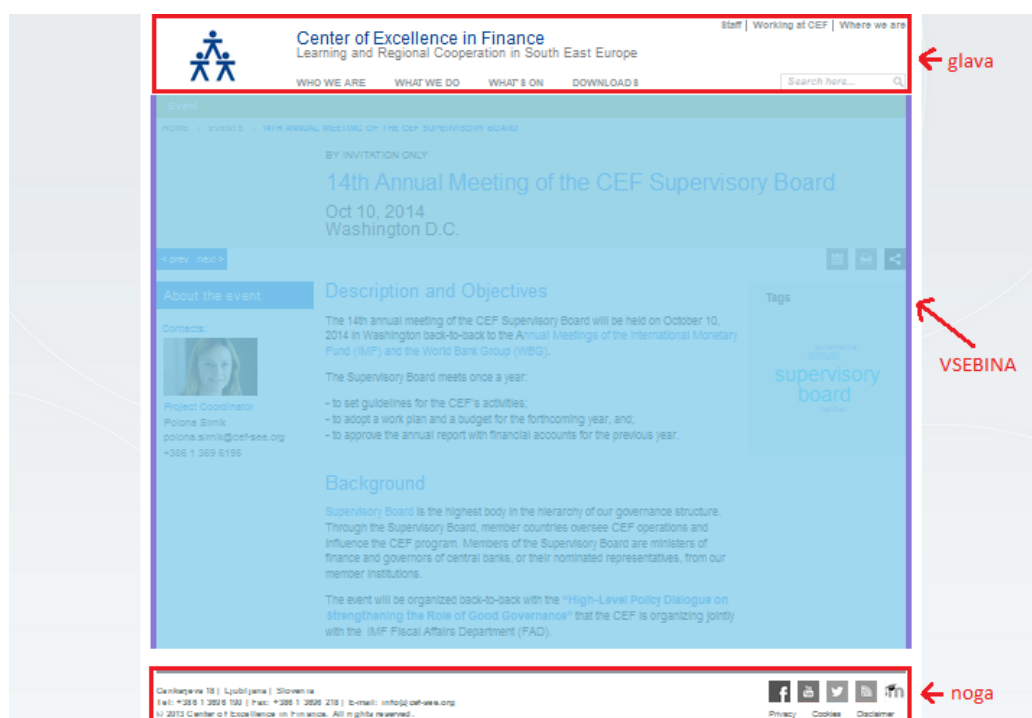 Staff | Working at CEF | Where we are
Center of Excellence in Finance
Learning and Regional Cooperation in South East Europe
WHO WE ARE WHAT WE DO WHAT'S ON DOWNLOADS
Search here...
glava
Event
HOME | EVENTS | 14TH ANNUAL MEETING OF THE CEF SUPERVISORY BOARD
BY INVITATION ONLY
14th Annual Meeting of the CEF Supervisory Board
Oct 10, 2014
Washington D.C.
< prev next >
About the event
Contacts:
Project Coordinator
Polona Sirnik
polona.sirnik@cef-see.org
+386 1 369 6196
Description and Objectives
The 14th annual meeting of the CEF Supervisory Board will be held on October 10,
2014 in Washington back-to-back to the Annual Meetings of the International Monetary
Fund (IMF) and the World Bank Group (WBG).
The Supervisory Board meets once a year:
- to set guidelines for the CEF's activities;
- to adopt a work plan and a budget for the forthcoming year, and;
- to approve the annual report with financial accounts for the previous year.
Background
Supervisory Board is the highest body in the hierarchy of our governance structure.
Through the Supervisory Board, member countries oversee CEF operations and
influence the CEF program. Members of the Supervisory Board are ministers of
finance and governors of central banks, or their nominated representatives, from our
member institutions.
The event will be organized back-to-back with the "High-Level Policy Dialogue on
Strengthening the Role of Good Governance" that the CEF is organizing jointly
with the IMF Fiscal Affairs Department (FAD).
Tags
governance
annual
supervisory
board
VSEBINA
Cankarjeva 18 | Ljubljana | Slovenia
Tel: +386 1 3696 190 | Fax: +386 1 3696 218 | E-mail: info(@)cef-see.org
© 2013 Center of Excellence in Finance. All rights reserved.
Privacy Cookies Disclaimer
noga